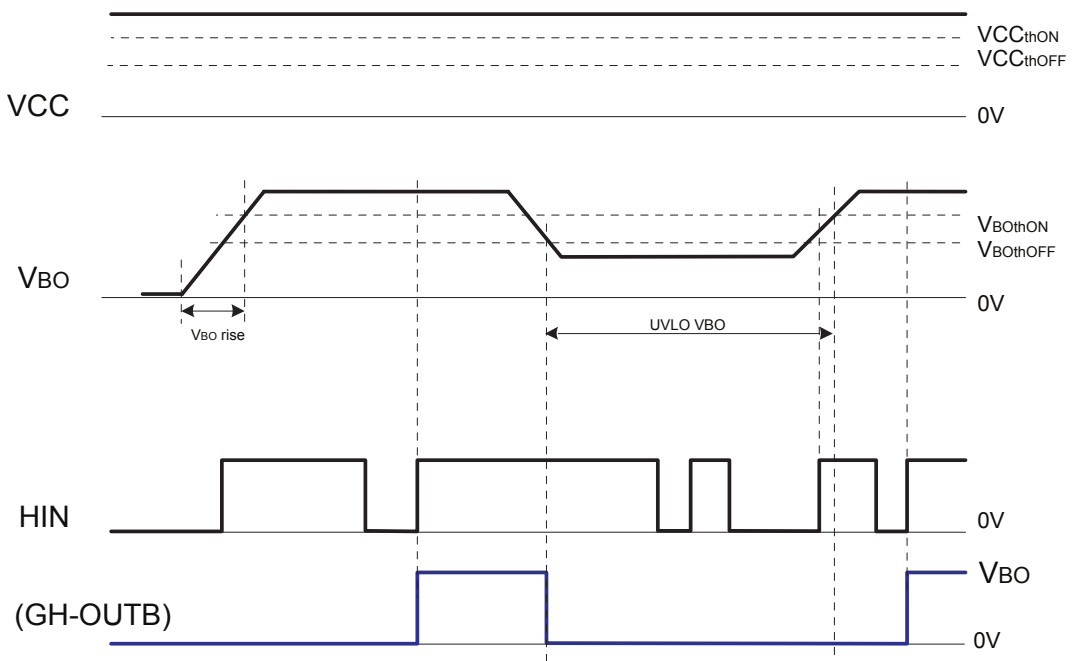 VCCthON
VCCthOFF
VCC
0V
VBOthON
VBOthOFF
VBO
0V
VBO rise
UVLO VBO
HIN
0V
VBO
(GH-OUTB)
0V